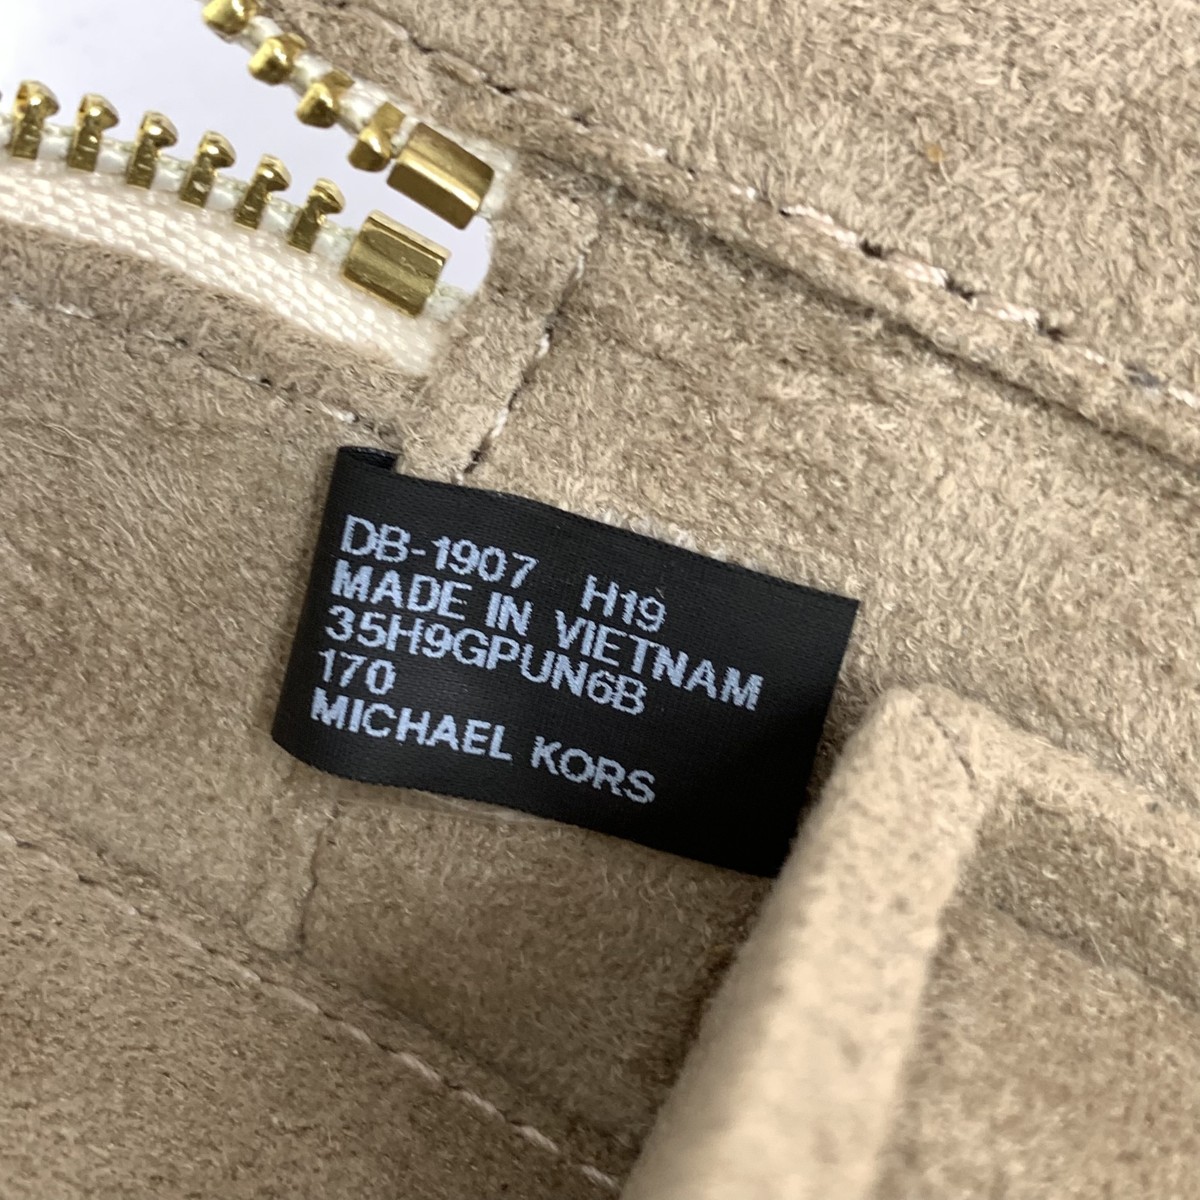 DB-1907 H19
MADE IN VIETNAM
35H9GPUN6B
170
MICHAEL KORS